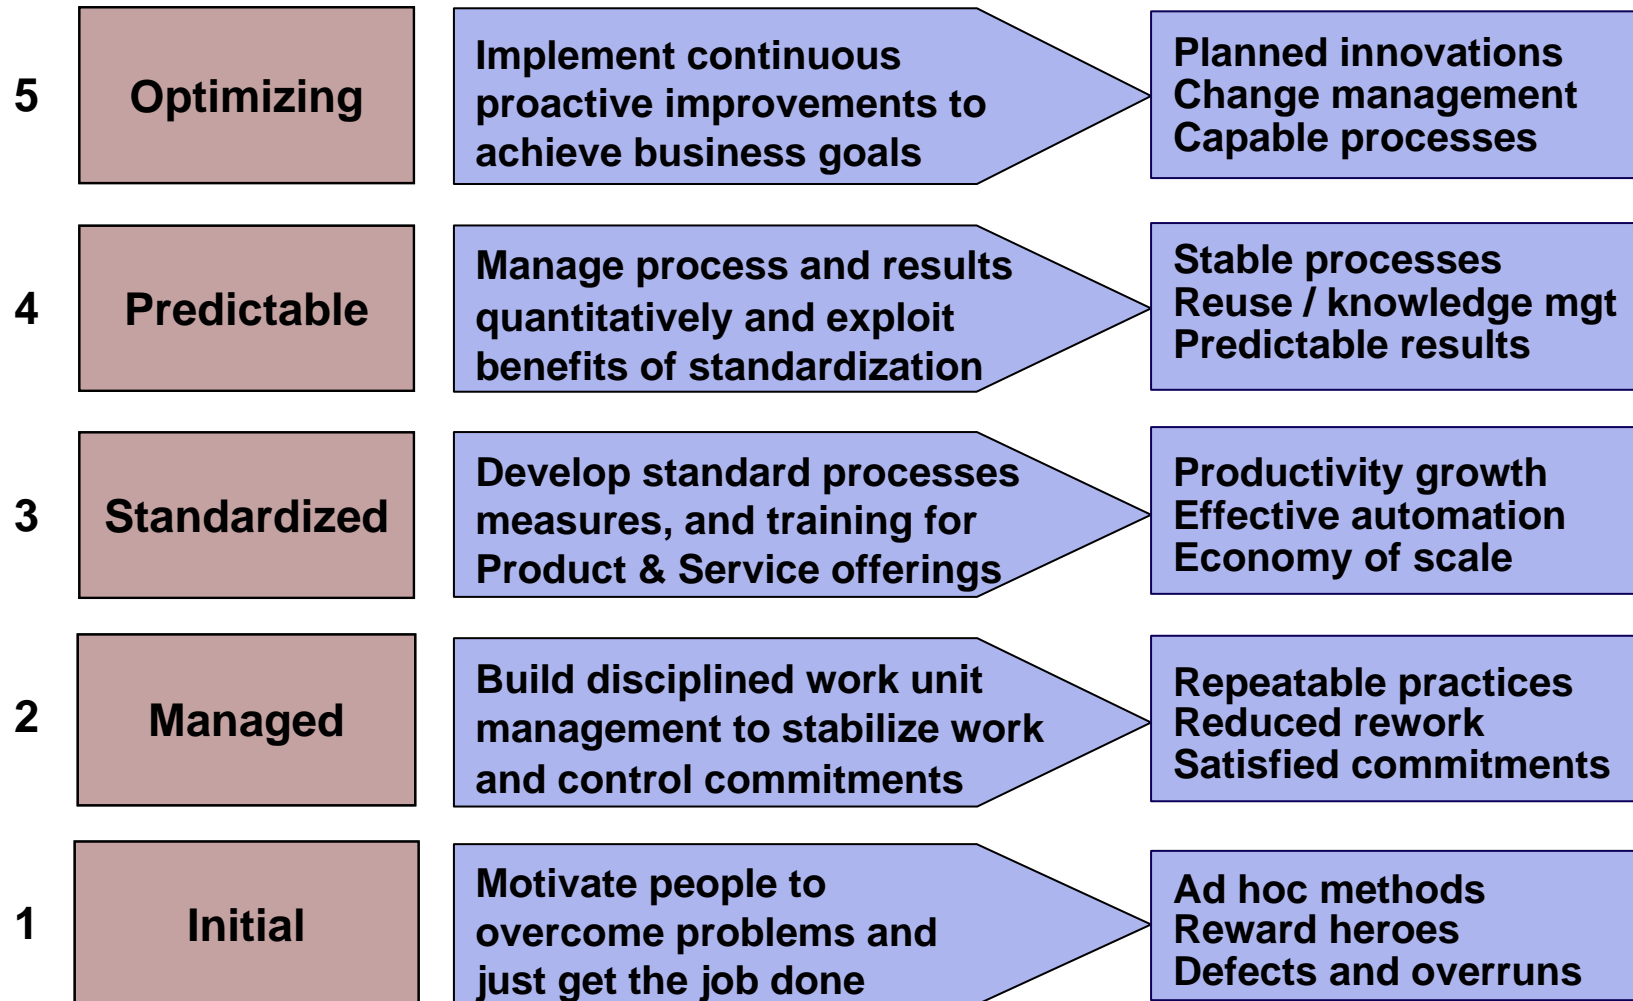 5
Optimizing
Implement continuous
proactive improvements to
achieve business goals
Planned innovations
Change management
Capable processes
4
Predictable
Manage process and results
quantitatively and exploit
benefits of standardization
Stable processes
Reuse / knowledge mgt
Predictable results
3
Standardized
Develop standard processes
measures, and training for
Product & Service offerings
Productivity growth
Effective automation
Economy of scale
2
Managed
Build disciplined work unit
management to stabilize work
and control commitments
Repeatable practices
Reduced rework
Satisfied commitments
1
Initial
Motivate people to
overcome problems and
just get the job done
Ad hoc methods
Reward heroes
Defects and overruns